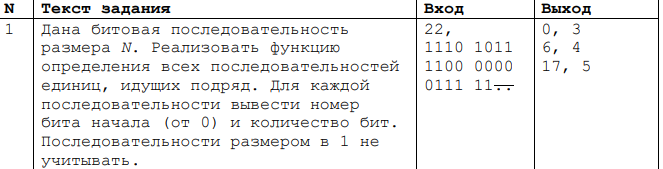 N Текст задания Вход Выход
1 Дана битовая последовательность 22, 0, 3
размера N. Реализовать функцию 1110 1011 6, 4
определения всех последовательностей 1100 0000 17, 5
единиц, идущих подряд. Для каждой 0111 11--
последовательности вывести номер
бита начала (от 0) и количество бит.
Последовательности размером в 1 не
учитывать.